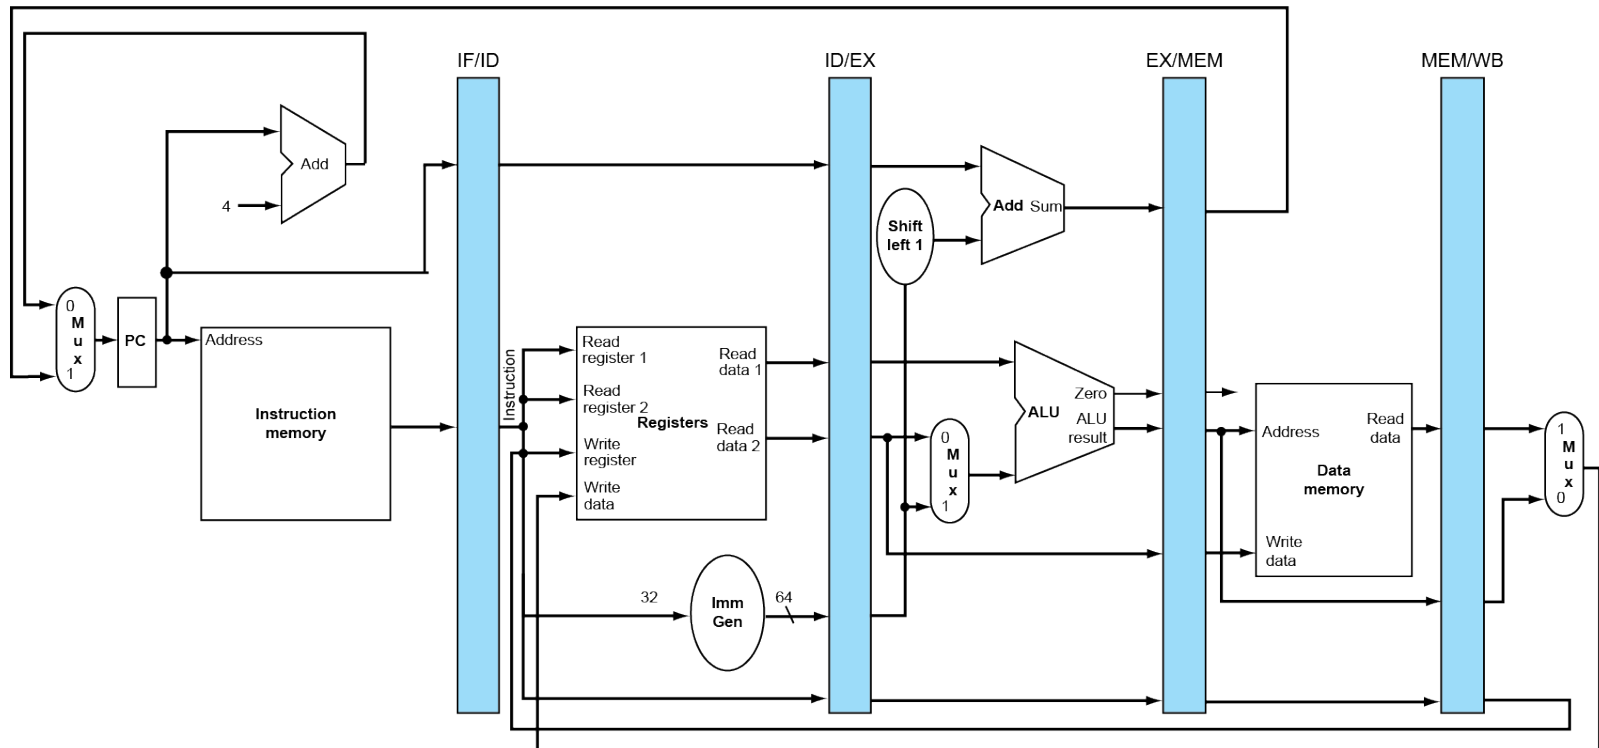 IF/ID
ID/EX
EX/MEM
MEM/WB
Add
4
Shift
left 1
Add Sum
0
M
u
x
1
PC
Address
Instruction
memory
Instruction
Read
register 1
Read
register 2
Write
register
Write
data
Registers
Read
data 1
Read
data 2
0
M
u
x
1
Zero
ALU
ALU
result
Address
Read
data
Data
memory
Write
data
1
M
u
x
0
32
Imm
Gen
64